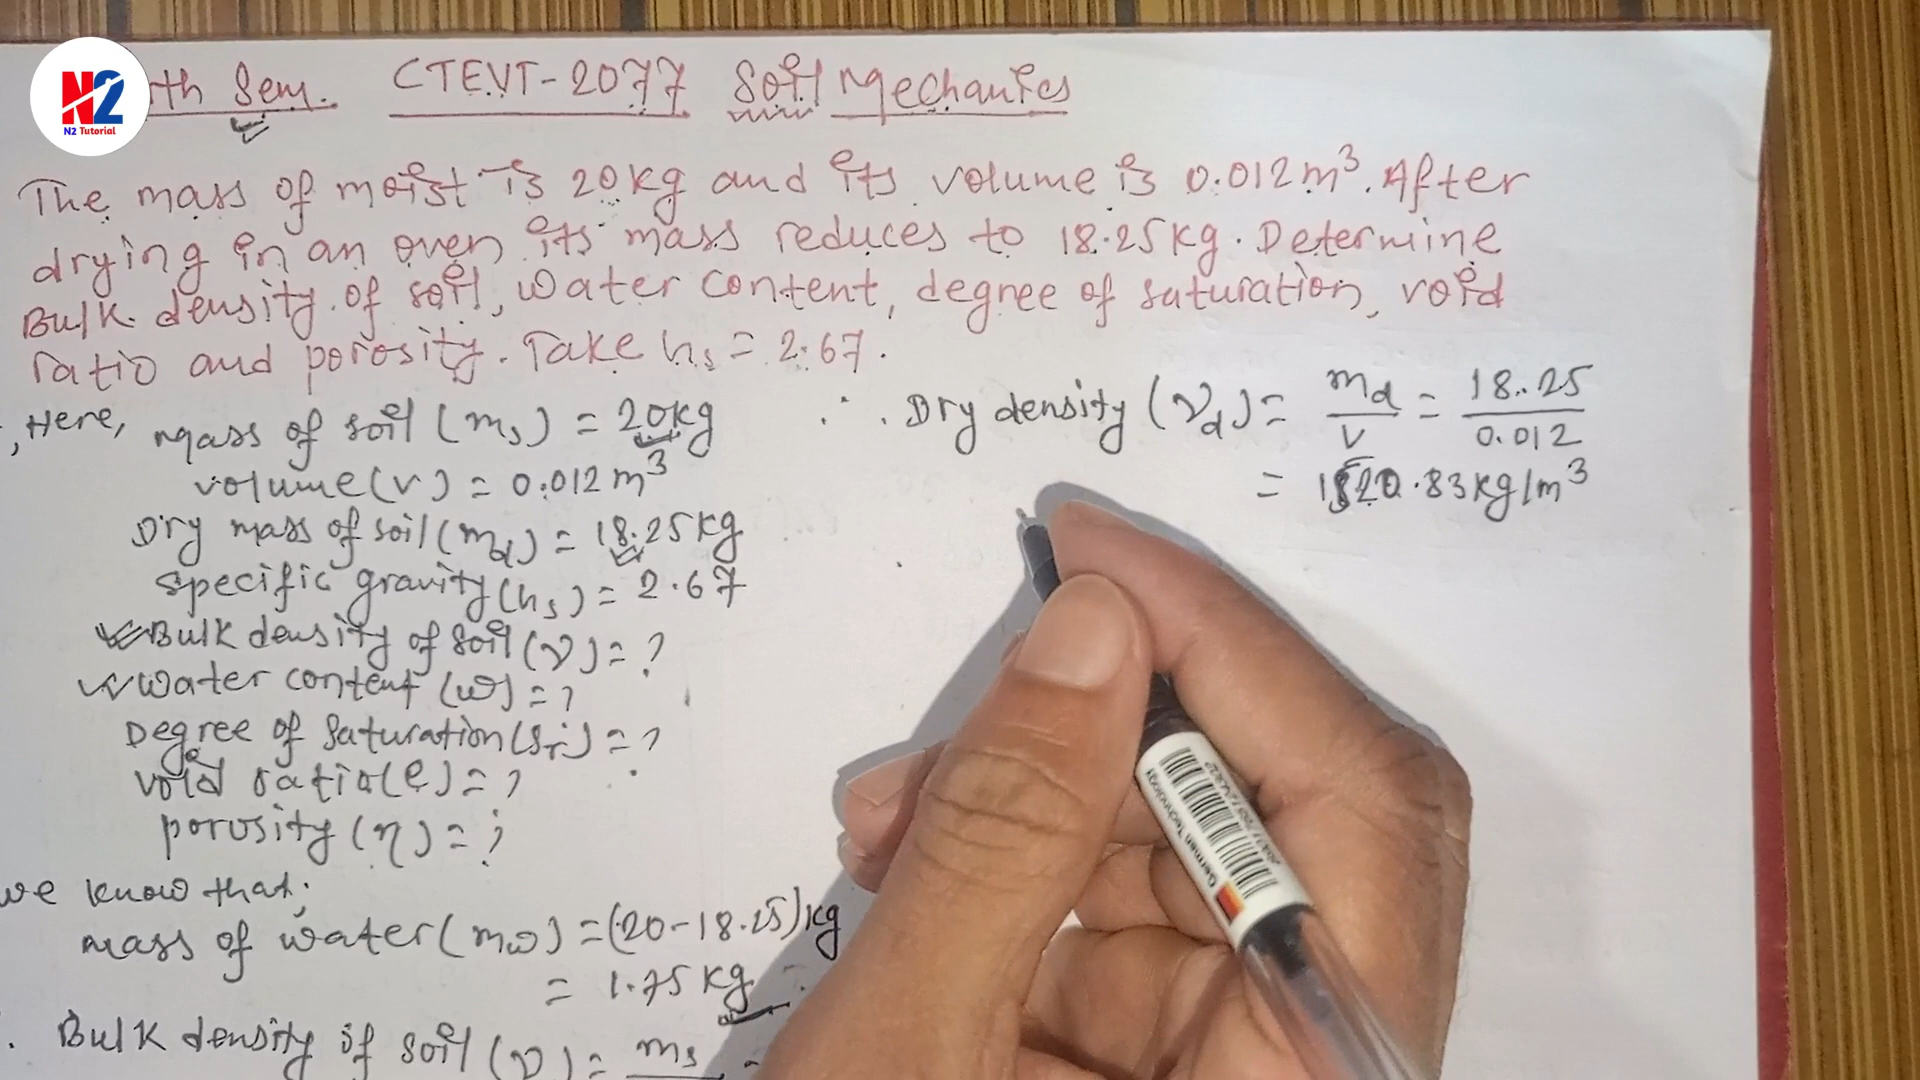 N2
N2 Tutorial
th Sem. CTEVT-2077 Soil Mechanics
The mass of moist is 20kg and its volume is 0.012m³. After
drying in an oven its mass reduces to 18.25kg. Determine
Bulk density of soil, water content, degree of saturation, void
ratio and porosity. Take hs = 2.67.
, Here, mass of soil (ms) = 20kg
volume(v) = 0.012 m³
Dry mass of soil (md) = 18.25kg
specific gravity (hs) = 2.67
Bulk density of soil (γ) = ?
water content (w) = ?
Degree of saturation (sr) = ?
void ratio (e) = ?
porosity (η) = ?
we know that;
mass of water (mw) = (20-18.25)kg
= 1.75 kg
Bulk density of soil (γ) = ms
∴ Dry density (γd) = md/v = 18.25/0.012
= 1520.83 kg/m³
German Technology